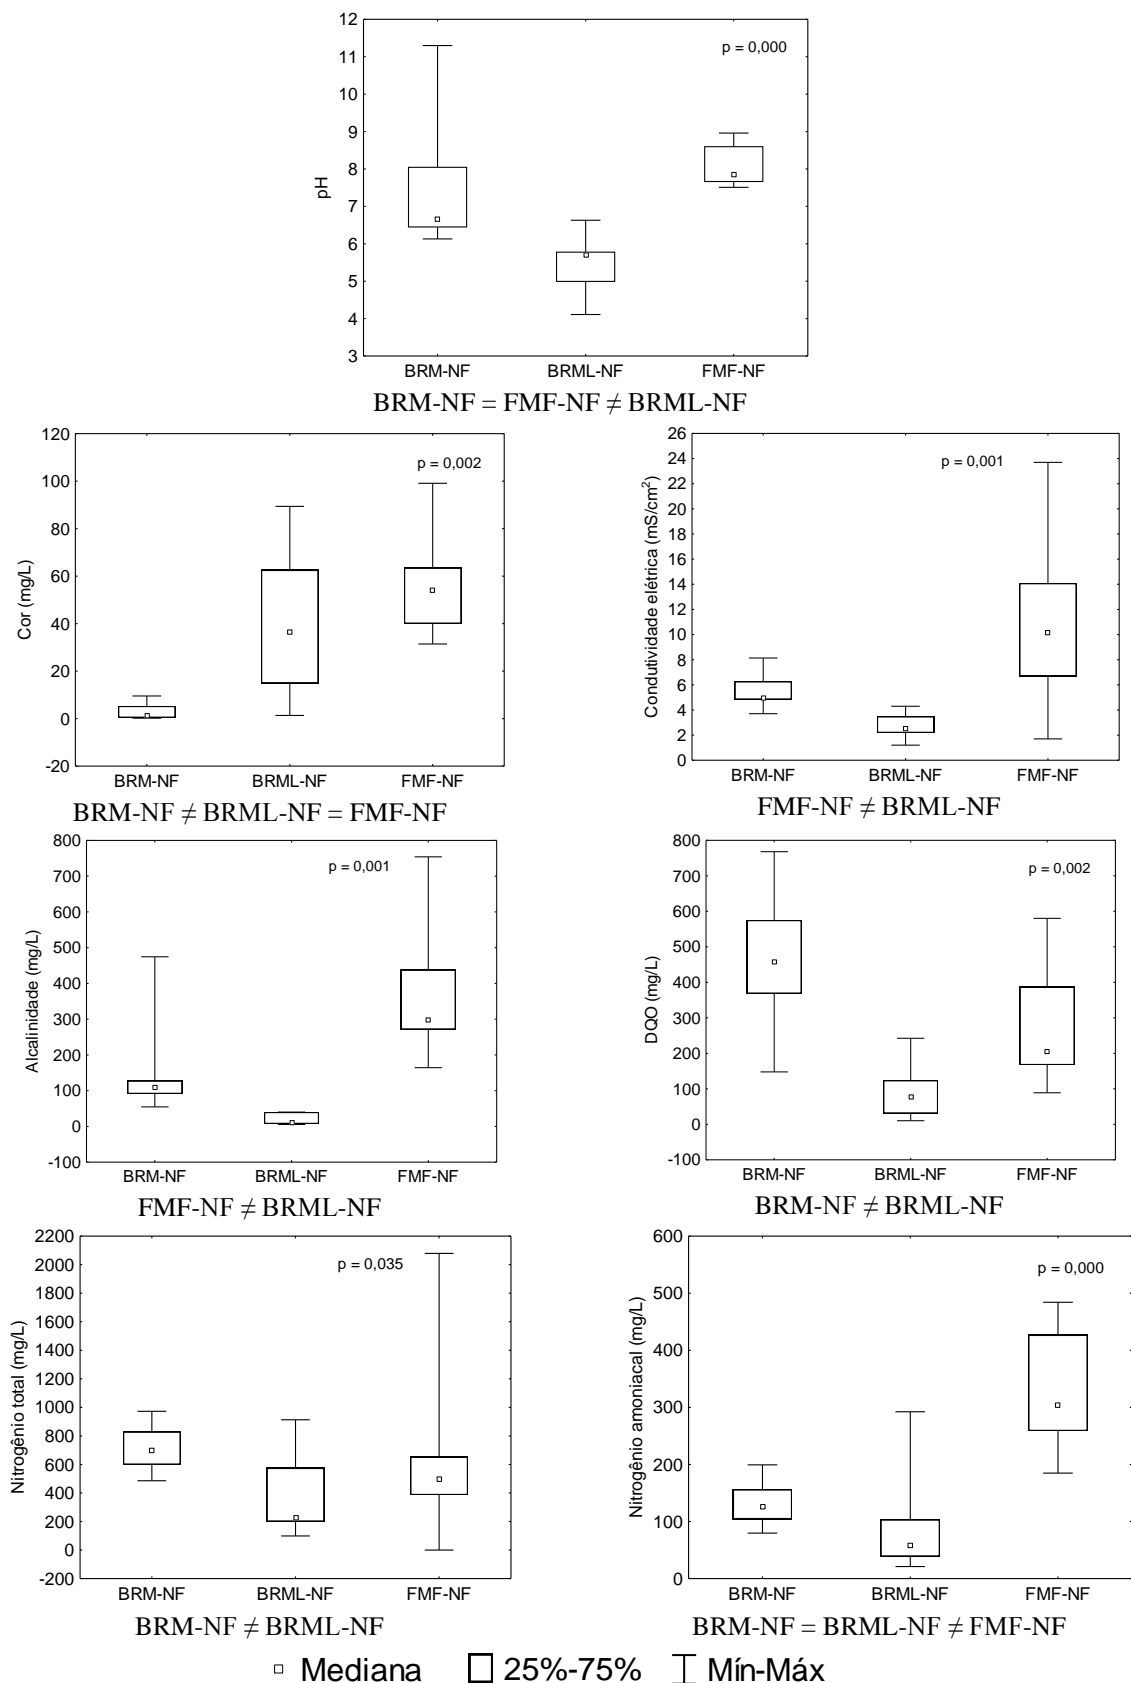 12
11
10
9
8
7
6
5
4
3
pH
p = 0,000
BRM-NF BRML-NF FMF-NF
BRM-NF = FMF-NF ≠ BRML-NF
120
100
80
60
40
20
0
-20
Cor (mg/L)
p = 0,002
BRM-NF BRML-NF FMF-NF
BRM-NF ≠ BRML-NF = FMF-NF
26
24
22
20
18
16
14
12
10
8
6
4
2
0
Condutividade elétrica (mS/cm²)
p = 0,001
BRM-NF BRML-NF FMF-NF
FMF-NF ≠ BRML-NF
800
700
600
500
400
300
200
100
0
-100
Alcalinidade (mg/L)
p = 0,001
BRM-NF BRML-NF FMF-NF
FMF-NF ≠ BRML-NF
800
700
600
500
400
300
200
100
0
-100
DQO (mg/L)
p = 0,002
BRM-NF BRML-NF FMF-NF
BRM-NF ≠ BRML-NF
2200
2000
1800
1600
1400
1200
1000
800
600
400
200
0
-200
Nitrogênio total (mg/L)
p = 0,035
BRM-NF BRML-NF FMF-NF
BRM-NF ≠ BRML-NF
600
500
400
300
200
100
0
Nitrogênio amoniacal (mg/L)
p = 0,000
BRM-NF BRML-NF FMF-NF
BRM-NF = BRML-NF ≠ FMF-NF
Mediana 25%-75% Mín-Máx